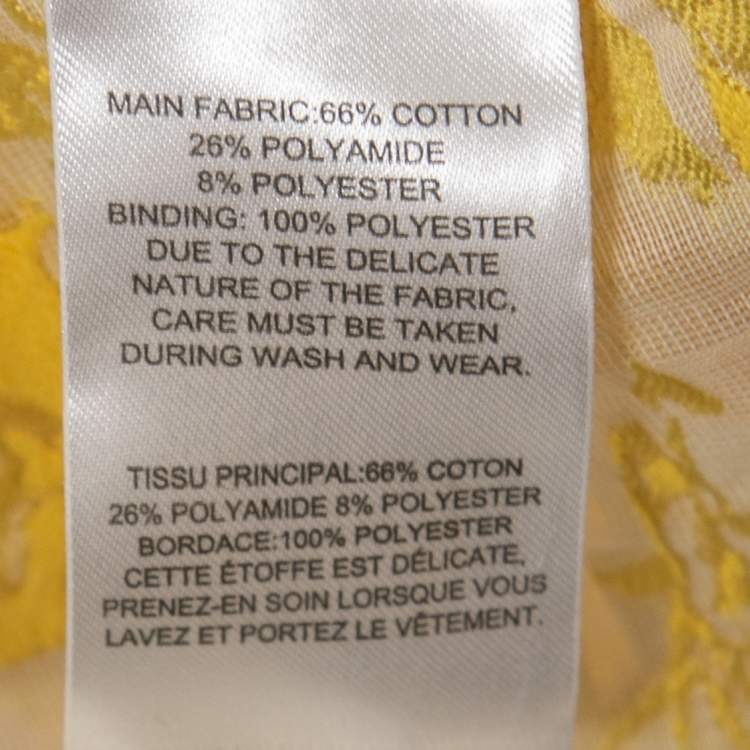 MAIN FABRIC:66% COTTON
26% POLYAMIDE
8% POLYESTER
BINDING: 100% POLYESTER
DUE TO THE DELICATE
NATURE OF THE FABRIC,
CARE MUST BE TAKEN
DURING WASH AND WEAR.
TISSU PRINCIPAL:66% COTON
26% POLYAMIDE 8% POLYESTER
BORDACE:100% POLYESTER
CETTE ÉTOFFE EST DÉLICATE,
PRENEZ-EN SOIN LORSQUE VOUS
LAVEZ ET PORTEZ LE VÊTEMENT.